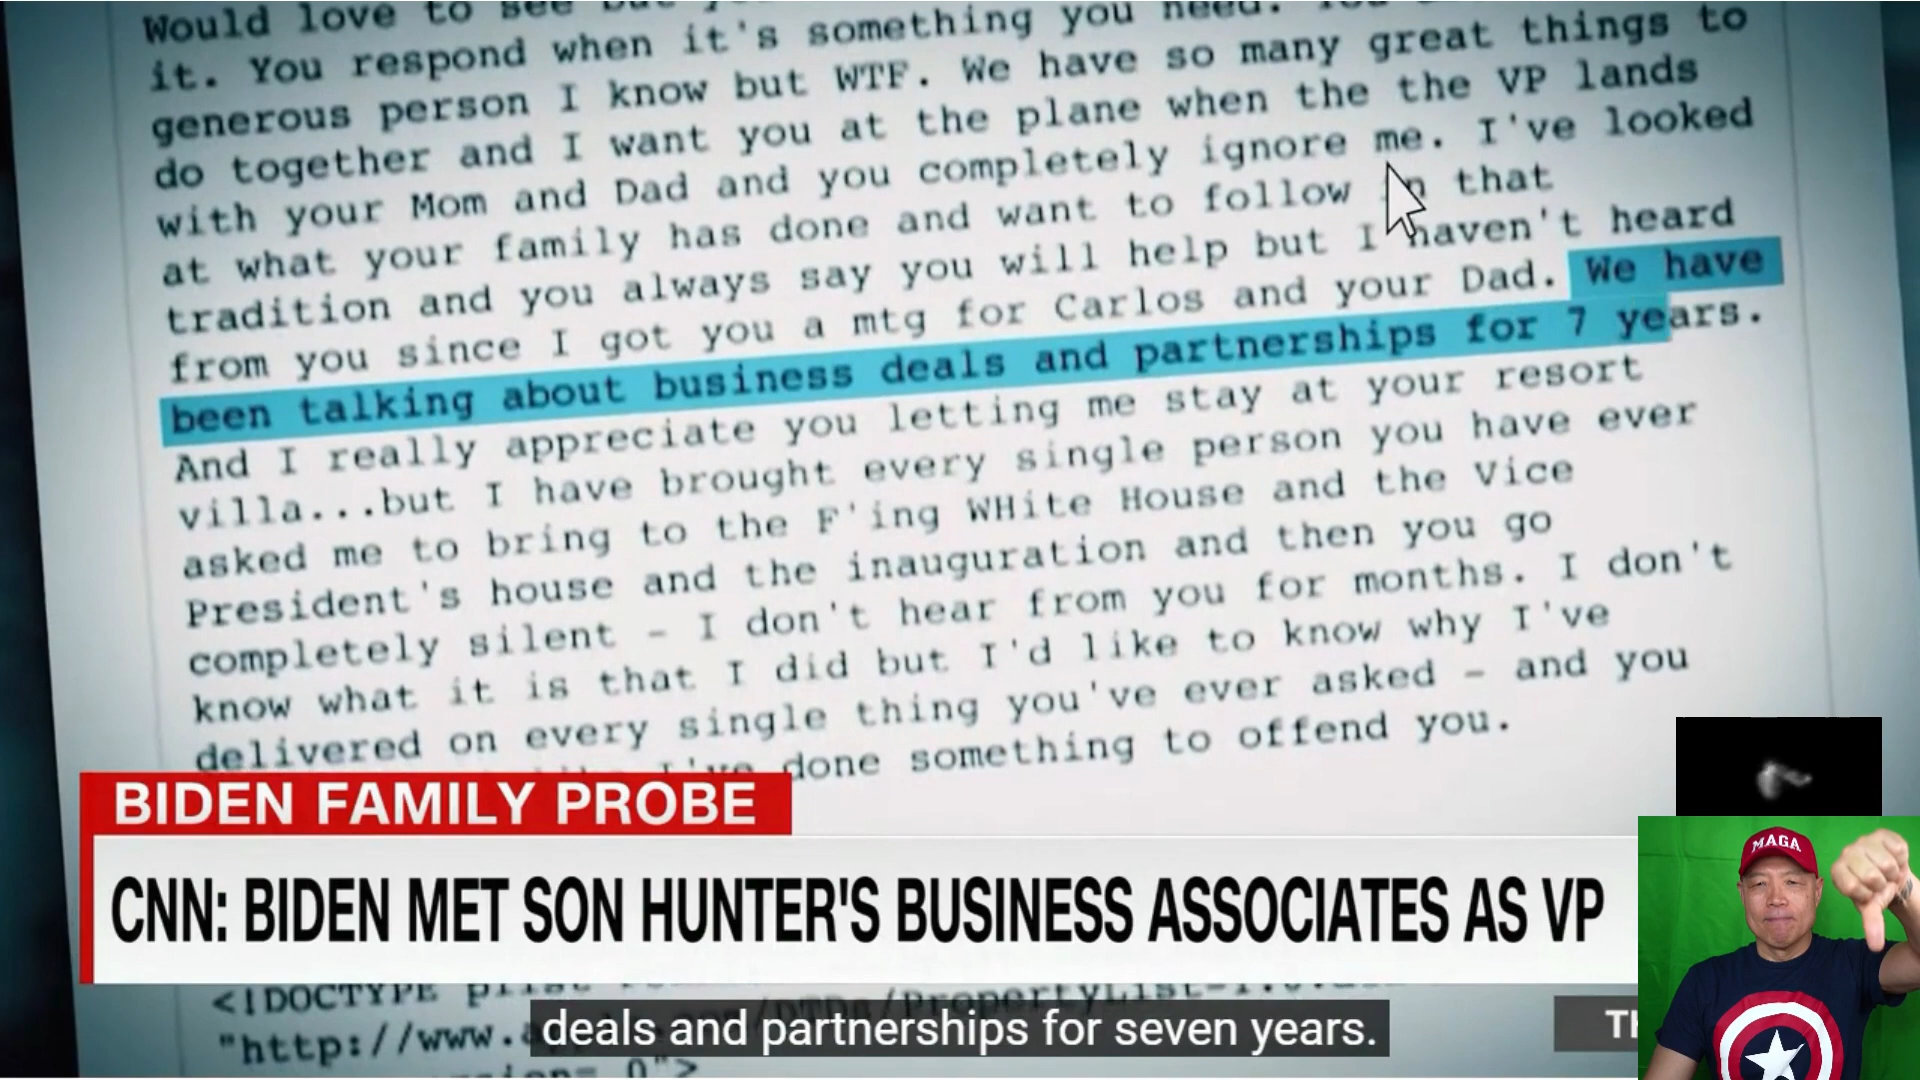 Would love to see but
it. You respond when it's something you need.
generous person I know but WTF. We have so many great things to
do together and I want you at the plane when the the VP lands
with your Mom and Dad and you completely ignore me. I've looked
at what your family has done and want to follow in that
tradition and you always say you will help but I haven't heard
from you since I got you a mtg for Carlos and your Dad. We have
been talking about business deals and partnerships for 7 years.
And I really appreciate you letting me stay at your resort
villa...but I have brought every single person you have ever
asked me to bring to the F'ing WHite House and the Vice
President's house and the inauguration and then you go
completely silent - I don't hear from you for months. I don't
know what it is that I did but I'd like to know why I've
delivered on every single thing you've ever asked - and you
I've done something to offend you.
BIDEN FAMILY PROBE
CNN: BIDEN MET SON HUNTER'S BUSINESS ASSOCIATES AS VP
<!DOCTYPE
"http://www.
deals and partnerships for seven years.
MAGA